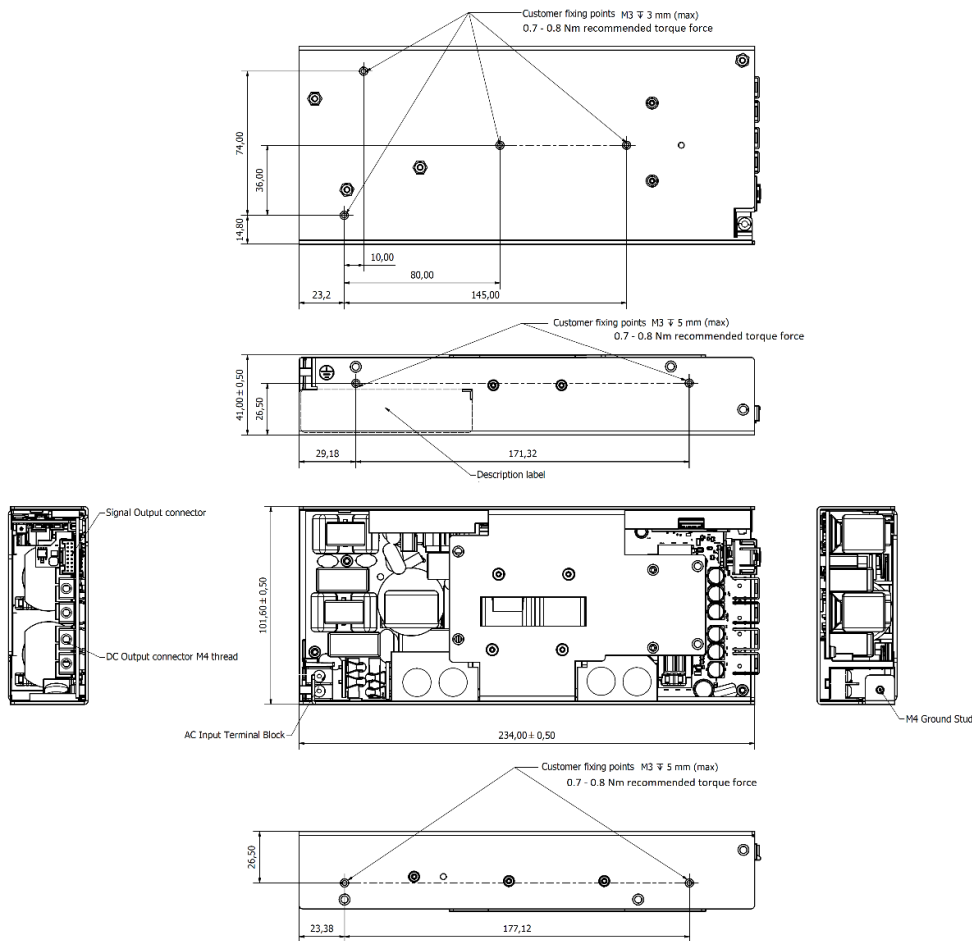 Customer fixing points M3 ↧ 3 mm (max)
0.7 - 0.8 Nm recommended torque force
74,00
36,00
14,80
10,00
80,00
23,2
145,00
Customer fixing points M3 ↧ 5 mm (max)
0.7 - 0.8 Nm recommended torque force
41,00 ± 0,50
26,50
29,18
171,32
Description label
Signal Output connector
101,60 ± 0,50
DC Output connector M4 thread
M4 Ground Stud
AC Input Terminal Block
234,00 ± 0,50
Customer fixing points M3 ↧ 5 mm (max)
0.7 - 0.8 Nm recommended torque force
26,50
23,38
177,12